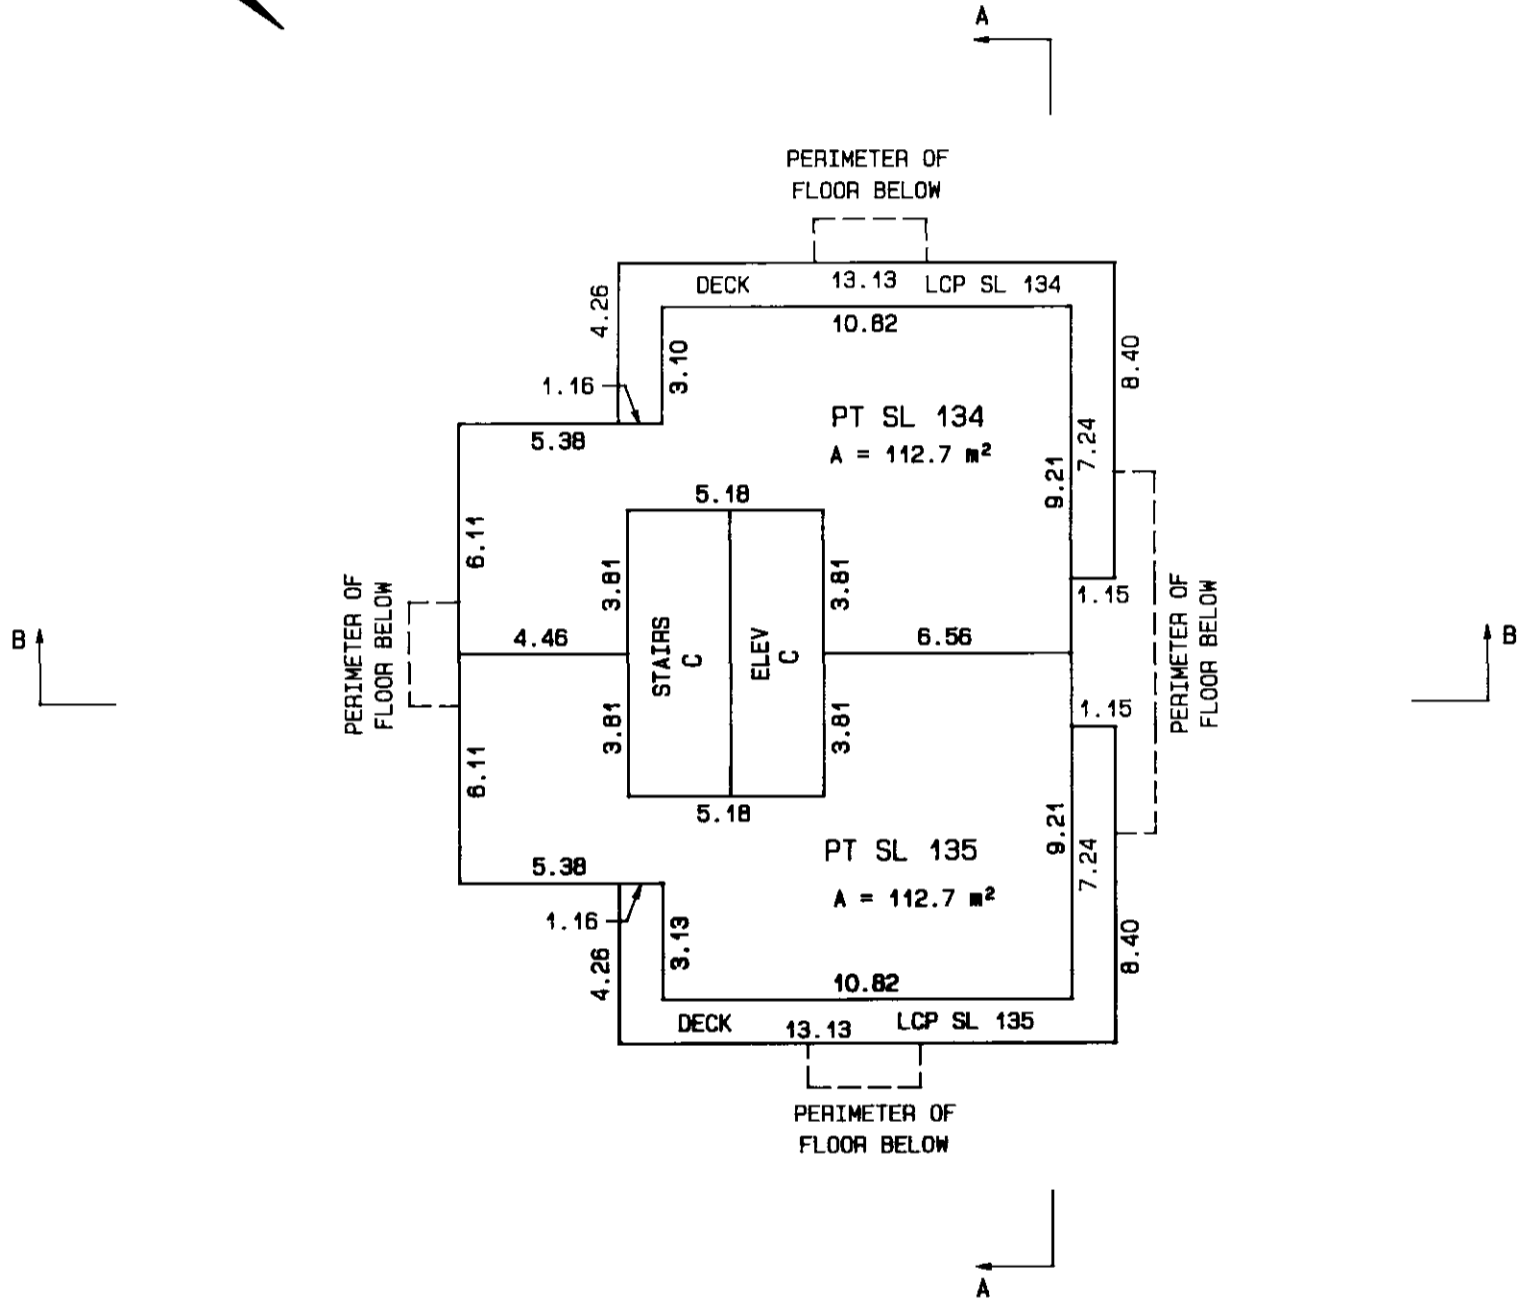 A
PERIMETER OF
FLOOR BELOW
DECK 13.13 LCP SL 134
4.26
10.82
3.10
8.40
1.16
PT SL 134
5.38
7.24
A = 112.7 m²
9.21
5.18
6.11
3.81
3.81
1.15
PERIMETER OF
FLOOR BELOW
PERIMETER OF
FLOOR BELOW
B
4.46
STAIRS
C
ELEV
C
6.56
B
1.15
3.81
3.81
6.11
5.18
9.21
PT SL 135
7.24
5.38
A = 112.7 m²
1.16
3.13
8.40
4.26
10.82
DECK 13.13 LCP SL 135
PERIMETER OF
FLOOR BELOW
A